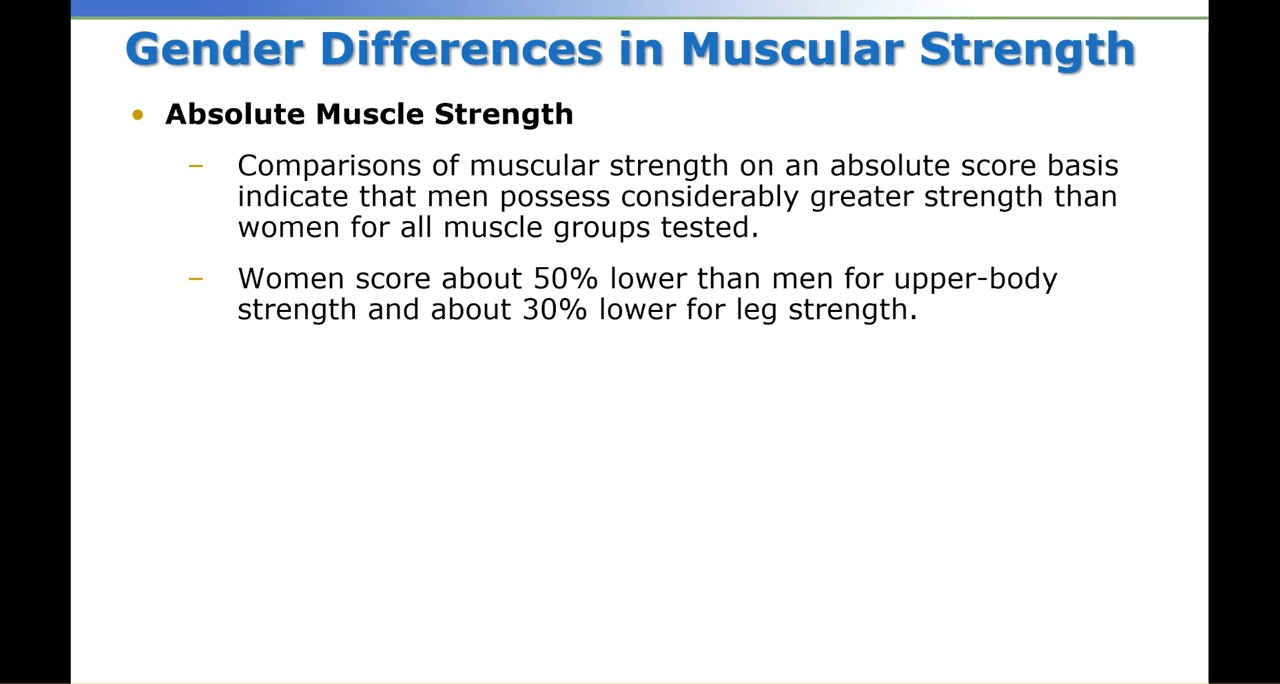 Gender Differences in Muscular Strength
• Absolute Muscle Strength
– Comparisons of muscular strength on an absolute score basis
indicate that men possess considerably greater strength than
women for all muscle groups tested.
– Women score about 50% lower than men for upper-body
strength and about 30% lower for leg strength.